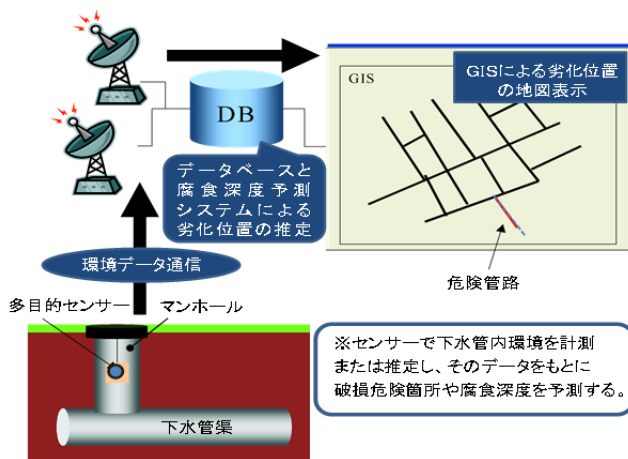 GIS
GISによる劣化位置
の地図表示
DB
データベースと
腐食深度予測
システムによる
劣化位置の推定
環境データ通信
危険管路
多目的センサー
マンホール
下水管渠
※センサーで下水管内環境を計測
または推定し、そのデータをもとに
破損危険箇所や腐食深度を予測する。